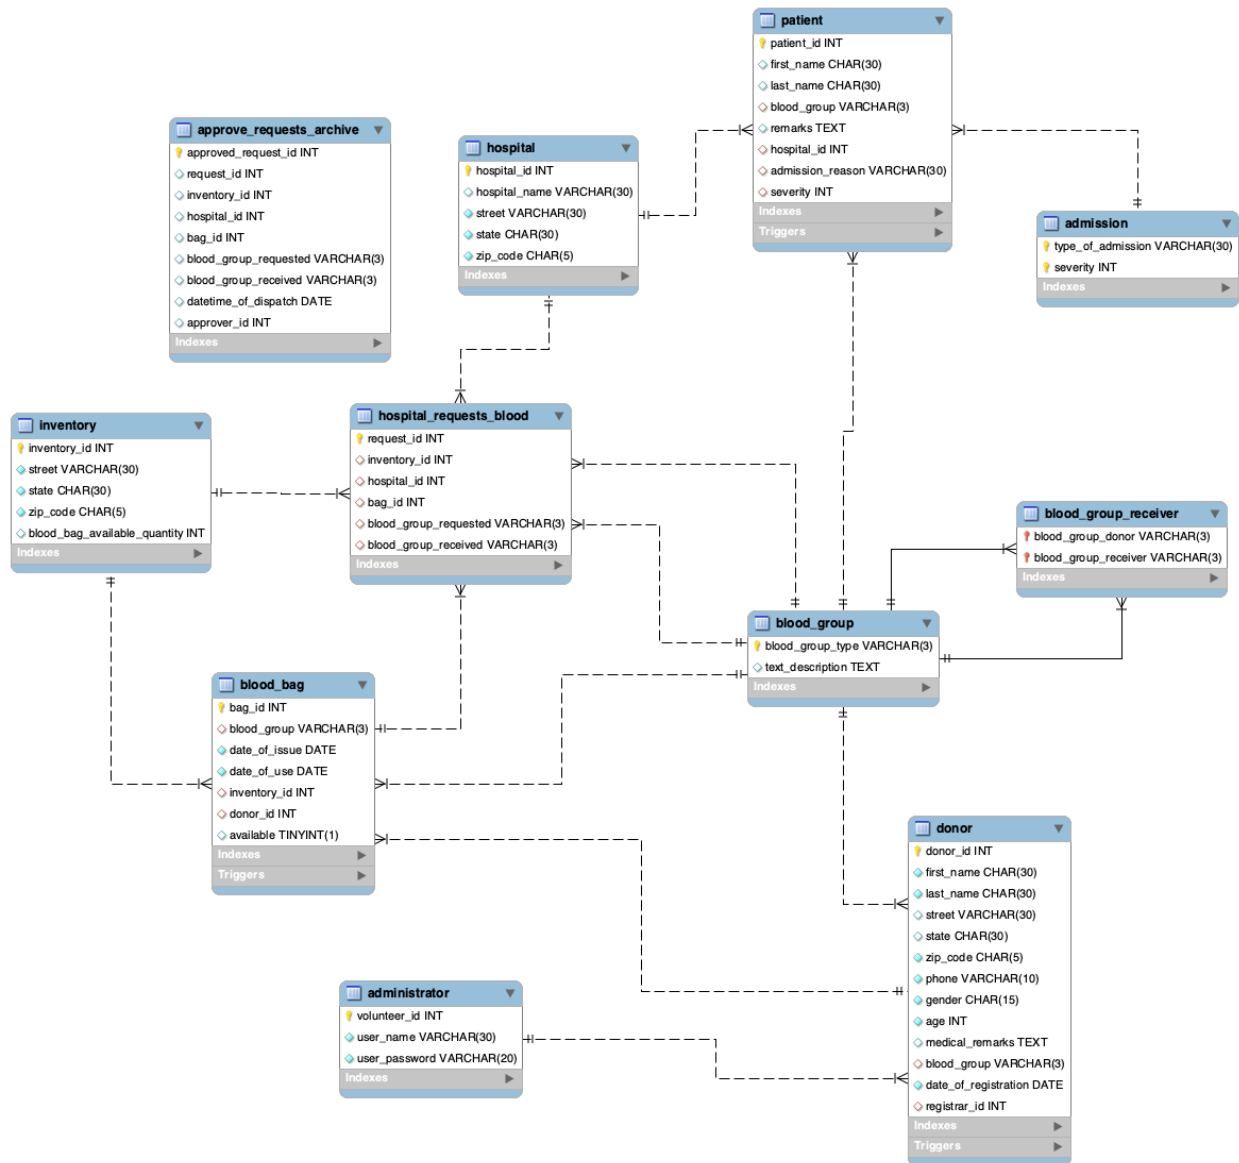 patient
patient_id INT
first_name CHAR(30)
last_name CHAR(30)
blood_group VARCHAR(3)
remarks TEXT
hospital_id INT
admission_reason VARCHAR(30)
severity INT
Indexes
Triggers
approve_requests_archive
approved_request_id INT
request_id INT
inventory_id INT
hospital_id INT
bag_id INT
blood_group_requested VARCHAR(3)
blood_group_received VARCHAR(3)
datetime_of_dispatch DATE
approver_id INT
Indexes
hospital
hospital_id INT
hospital_name VARCHAR(30)
street VARCHAR(30)
state CHAR(30)
zip_code CHAR(5)
Indexes
admission
type_of_admission VARCHAR(30)
severity INT
Indexes
inventory
inventory_id INT
street VARCHAR(30)
state CHAR(30)
zip_code CHAR(5)
blood_bag_available_quantity INT
Indexes
hospital_requests_blood
request_id INT
inventory_id INT
hospital_id INT
bag_id INT
blood_group_requested VARCHAR(3)
blood_group_received VARCHAR(3)
Indexes
blood_group_receiver
blood_group_donor VARCHAR(3)
blood_group_receiver VARCHAR(3)
Indexes
blood_group
blood_group_type VARCHAR(3)
text_description TEXT
Indexes
blood_bag
bag_id INT
blood_group VARCHAR(3)
date_of_issue DATE
date_of_use DATE
inventory_id INT
donor_id INT
available TINYINT(1)
Indexes
Triggers
donor
donor_id INT
first_name CHAR(30)
last_name CHAR(30)
street VARCHAR(30)
state CHAR(30)
zip_code CHAR(5)
phone VARCHAR(10)
gender CHAR(15)
age INT
medical_remarks TEXT
blood_group VARCHAR(3)
date_of_registration DATE
registrar_id INT
Indexes
Triggers
administrator
volunteer_id INT
user_name VARCHAR(30)
user_password VARCHAR(20)
Indexes